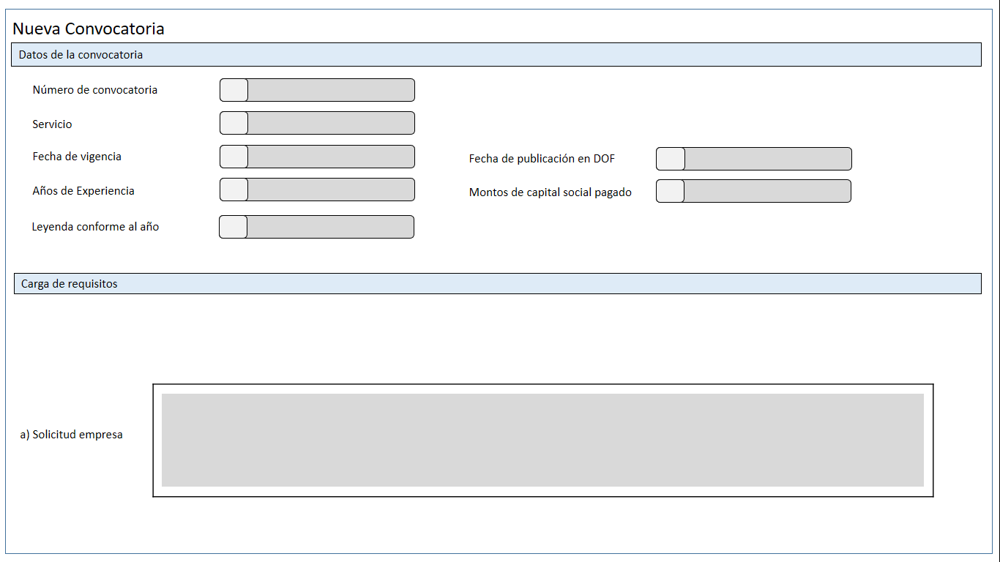 Nueva Convocatoria
Datos de la convocatoria
Número de convocatoria
Servicio
Fecha de vigencia
Fecha de publicación en DOF
Años de Experiencia
Montos de capital social pagado
Leyenda conforme al año
Carga de requisitos
a) Solicitud empresa